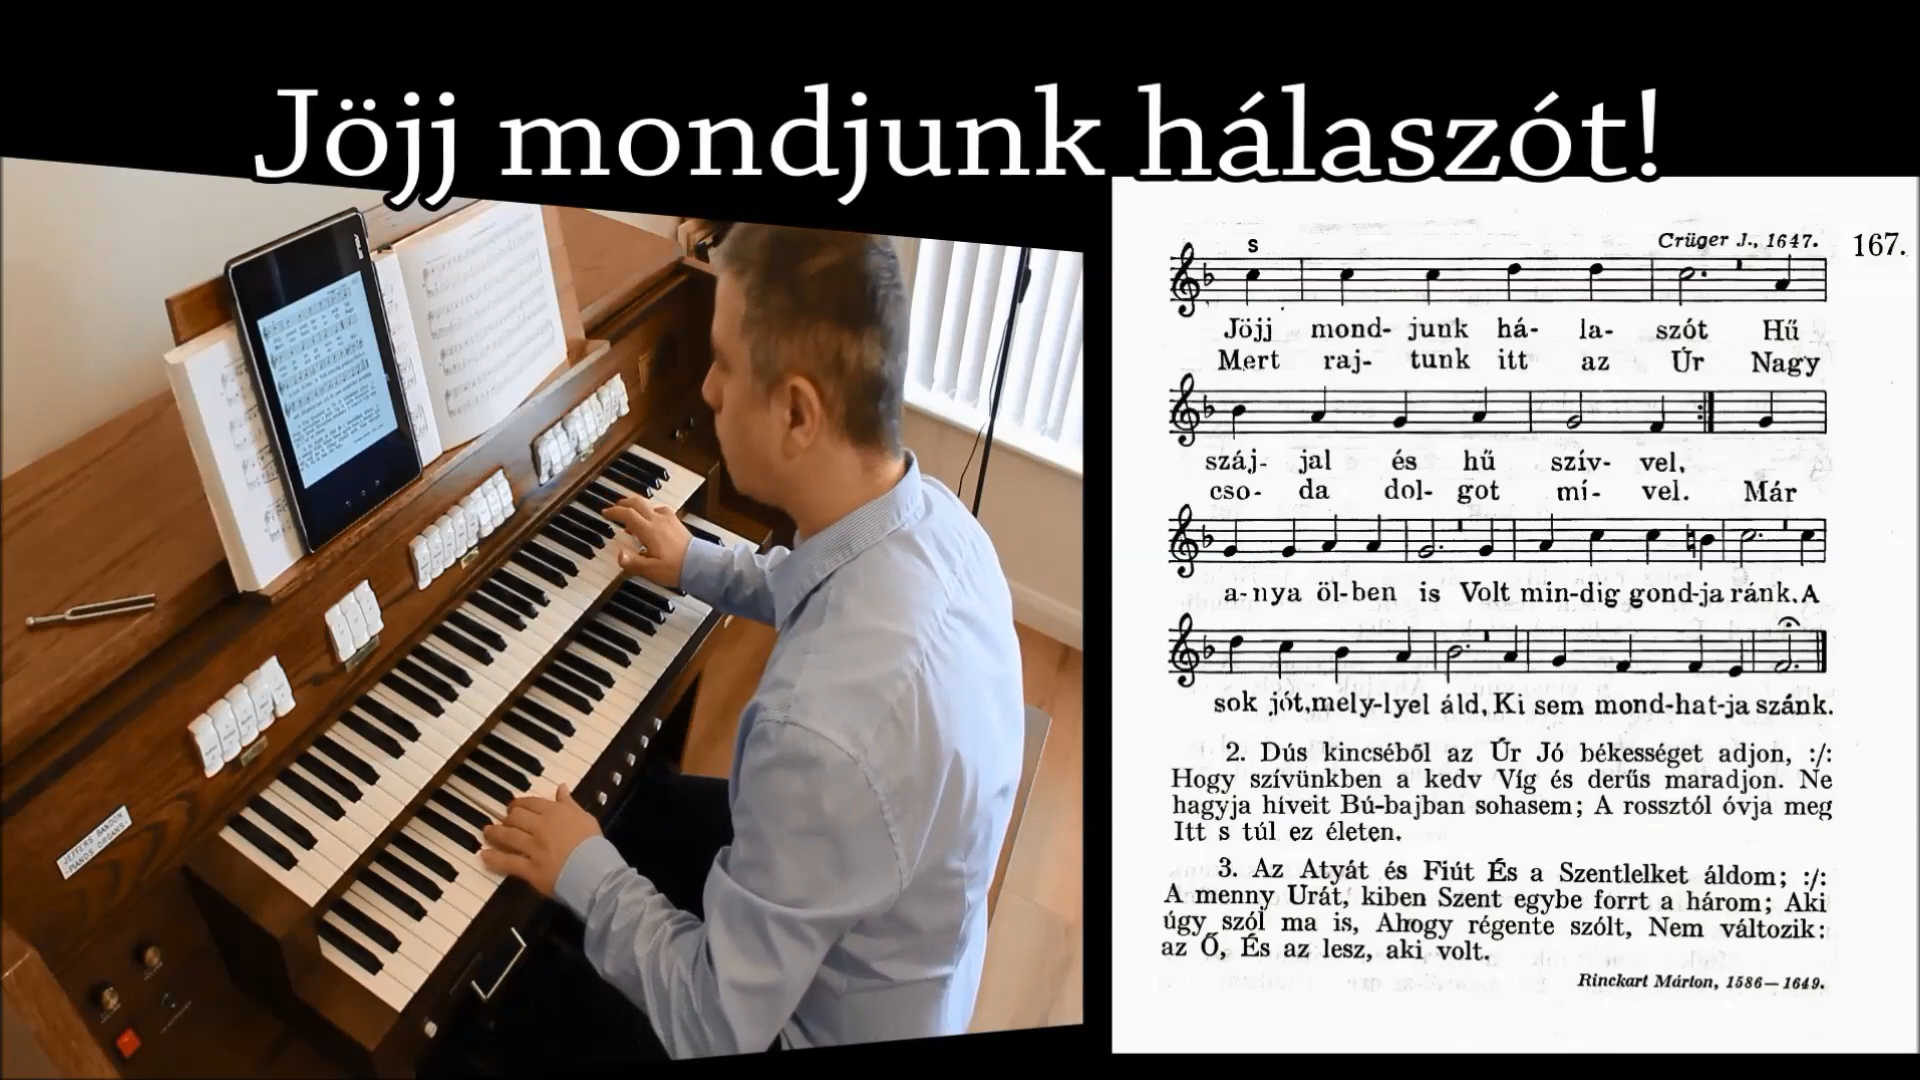 Jöjj mondjunk hálaszót!
ASUS
JEFFERS BANDON
PIANOS ORGANS
s
Crüger J., 1647.
167.
Jöjj mond- junk há- la- szót Hű
Mert raj- tunk itt az Úr Nagy
száj- jal és hű szív- vel,
cso- da dol- got mí- vel. Már
a-nya öl-ben is Volt min-dig gond-ja ránk. A
sok jót, mely-lyel áld, Ki sem mond-hat-ja szánk.
2. Dús kincséből az Úr Jó békességet adjon, :/:
Hogy szívünkben a kedv Víg és derűs maradjon. Ne
hagyja híveit Bú-bajban sohasem; A rossztól óvja meg
Itt s túl ez életen.
3. Az Atyát és Fiút És a Szentlelket áldom; :/:
A menny Urát, kiben Szent egybe forrt a három; Aki
úgy szól ma is, Ahogy régente szólt, Nem változik:
az Ő, És az lesz, aki volt.
Rinckart Márton, 1586—1649.